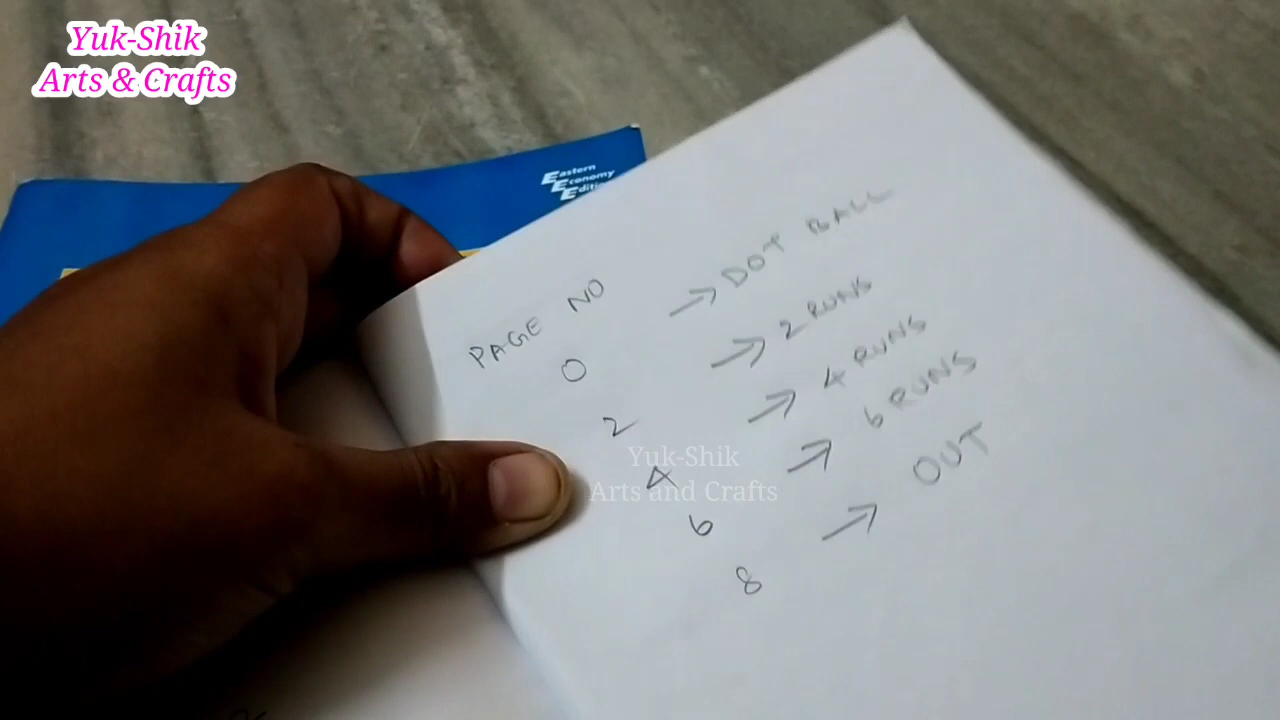 Yuk-Shik
Arts & Crafts
Eastern
Economy
Edition
PAGE NO
0 → DOT BALL
2 → 2 RUNS
4 → 4 RUNS
6 → 6 RUNS
8 → OUT
Yuk-Shik
Arts and Crafts